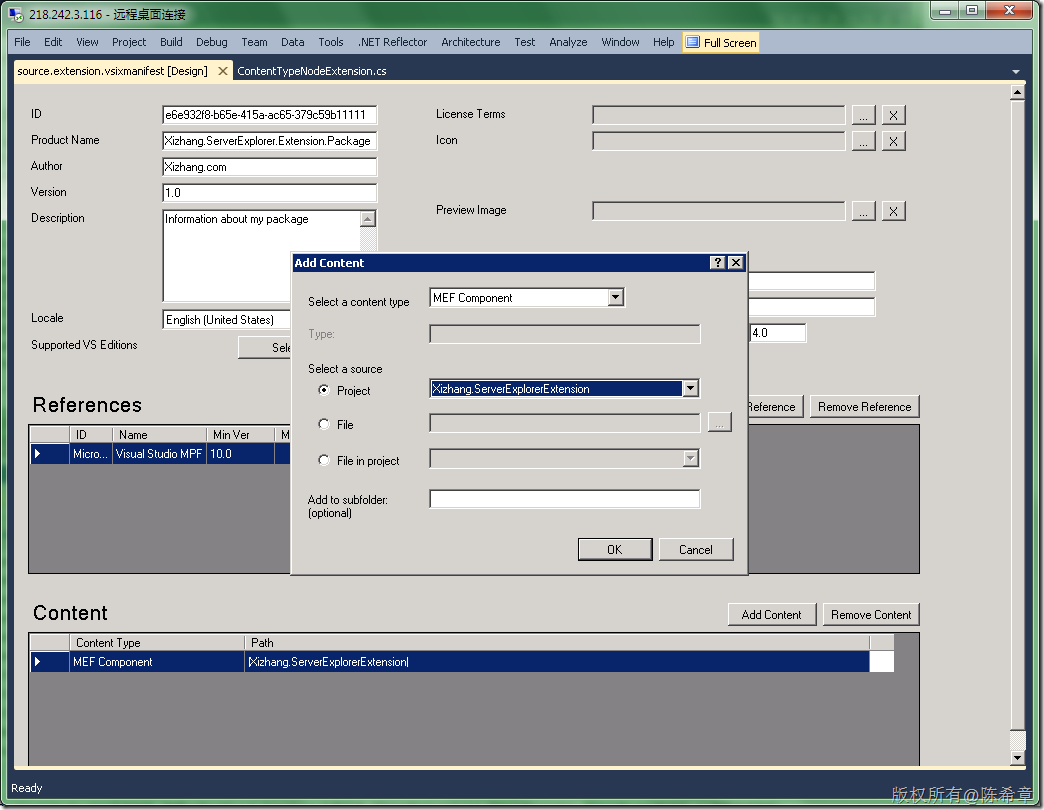 218.242.3.116 - 远程桌面连接
File Edit View Project Build Debug Team Data Tools .NET Reflector Architecture Test Analyze Window Help Full Screen
source.extension.vsixmanifest [Design] ContentTypeNodeExtension.cs
ID e6e932f8-b65e-415a-ac65-379c59b11111 License Terms ... X
Product Name Xizhang.ServerExplorer.Extension.Package Icon ... X
Author Xizhang.com
Version 1.0
Description Information about my package Preview Image ... X
Locale English (United States)
Supported VS Editions Sele 4.0
Add Content
Select a content type MEF Component
Type:
Select a source
Project Xizhang.ServerExplorerExtension
File ...
File in project
Add to subfolder:
(optional)
OK Cancel
References Reference Remove Reference
ID Name Min Ver M
Micro... Visual Studio MPF 10.0
Content Add Content Remove Content
Content Type Path
MEF Component |Xizhang.ServerExplorerExtension|
Ready
版权所有@陈希章